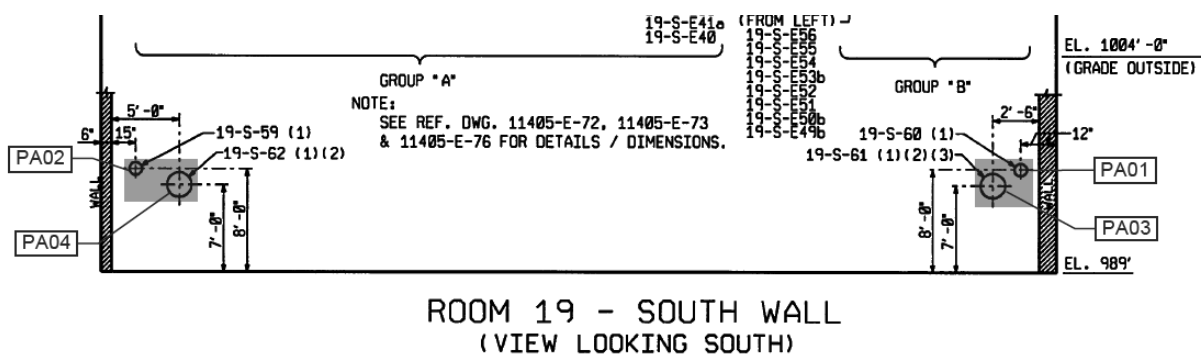 19-S-E41a
19-S-E40
(FROM LEFT)
19-S-E56
19-S-E55
19-S-E54
19-S-E53b
19-S-E52
19-S-E51
19-S-E50b
19-S-E49b
EL. 1004'-0"
(GRADE OUTSIDE)
GROUP "A"
GROUP "B"
NOTE:
SEE REF. DWG. 11405-E-72, 11405-E-73
& 11405-E-76 FOR DETAILS / DIMENSIONS.
5'-0"
6"
15"
19-S-59 (1)
19-S-62 (1)(2)
PA02
WALL
PA04
7'-0"
8'-0"
2'-6"
12"
19-S-60 (1)
19-S-61 (1)(2)(3)
PA01
WALL
PA03
8'-0"
7'-0"
EL. 989'
ROOM 19 - SOUTH WALL
(VIEW LOOKING SOUTH)